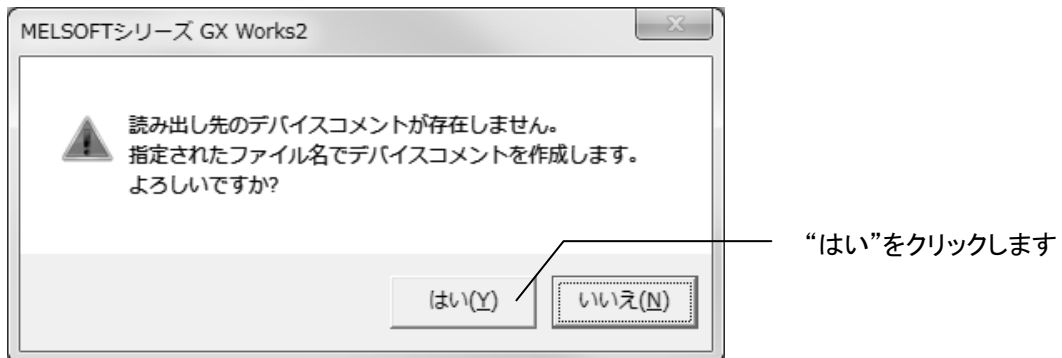 MELSOFTシリーズ GX Works2
読み出し先のデバイスコメントが存在しません。
指定されたファイル名でデバイスコメントを作成します。
よろしいですか?
“はい”をクリックします
はい(Y) いいえ(N)